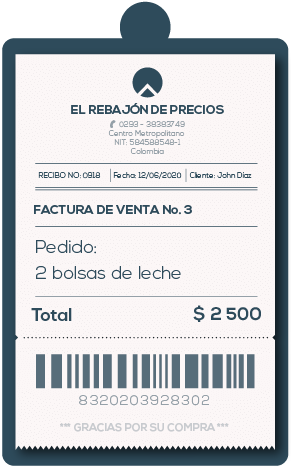 EL REBAJÓN DE PRECIOS
0293 - 38383749
Centro Metropolitano
NIT: 584588548-1
Colombia
RECIBO NO: 0918 Fecha: 12/06/2020 Cliente: John Díaz
FACTURA DE VENTA No. 3
Pedido:
2 bolsas de leche
Total $ 2 500
8320203928302
*** GRACIAS POR SU COMPRA ***